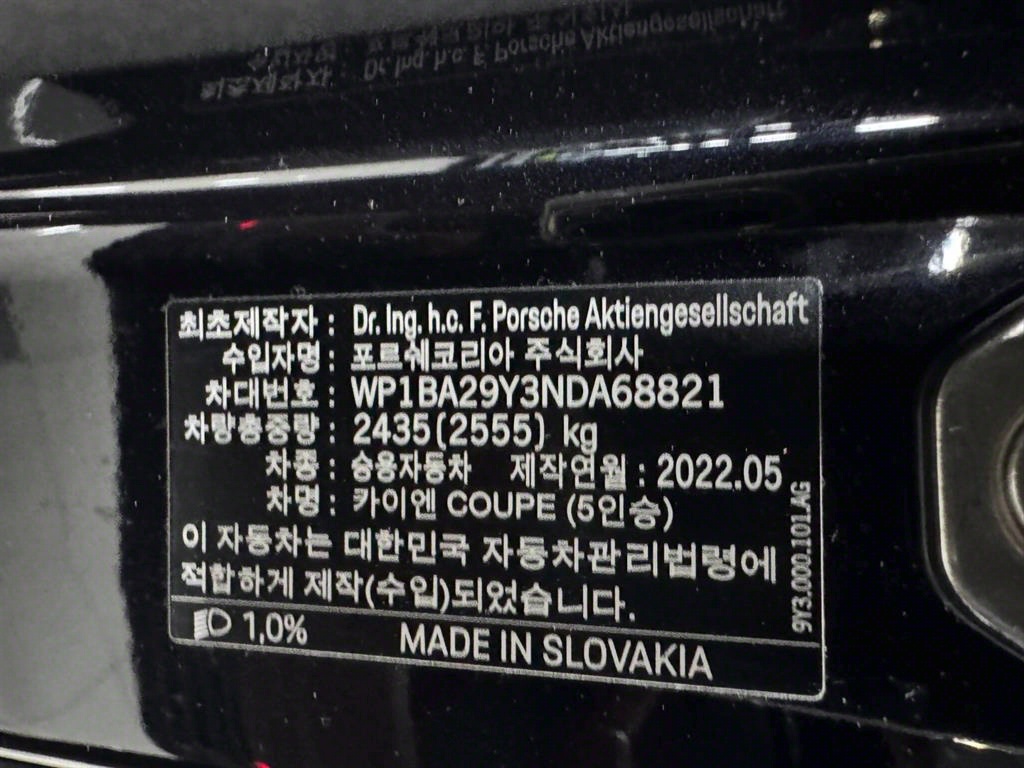 최초제작자 : Dr. Ing. h.c. F. Porsche Aktiengesellschaft
수입자명 : 포르쉐코리아 주식회사
차대번호 : WP1BA29Y3NDA68821
차량총중량 : 2435(2555) kg
차종 : 승용자동차 제작연월 : 2022.05
차명 : 카이엔 COUPE (5인승)
이 자동차는 대한민국 자동차관리법령에
적합하게 제작(수입)되었습니다.
1,0% MADE IN SLOVAKIA
9Y3.000.101.AG